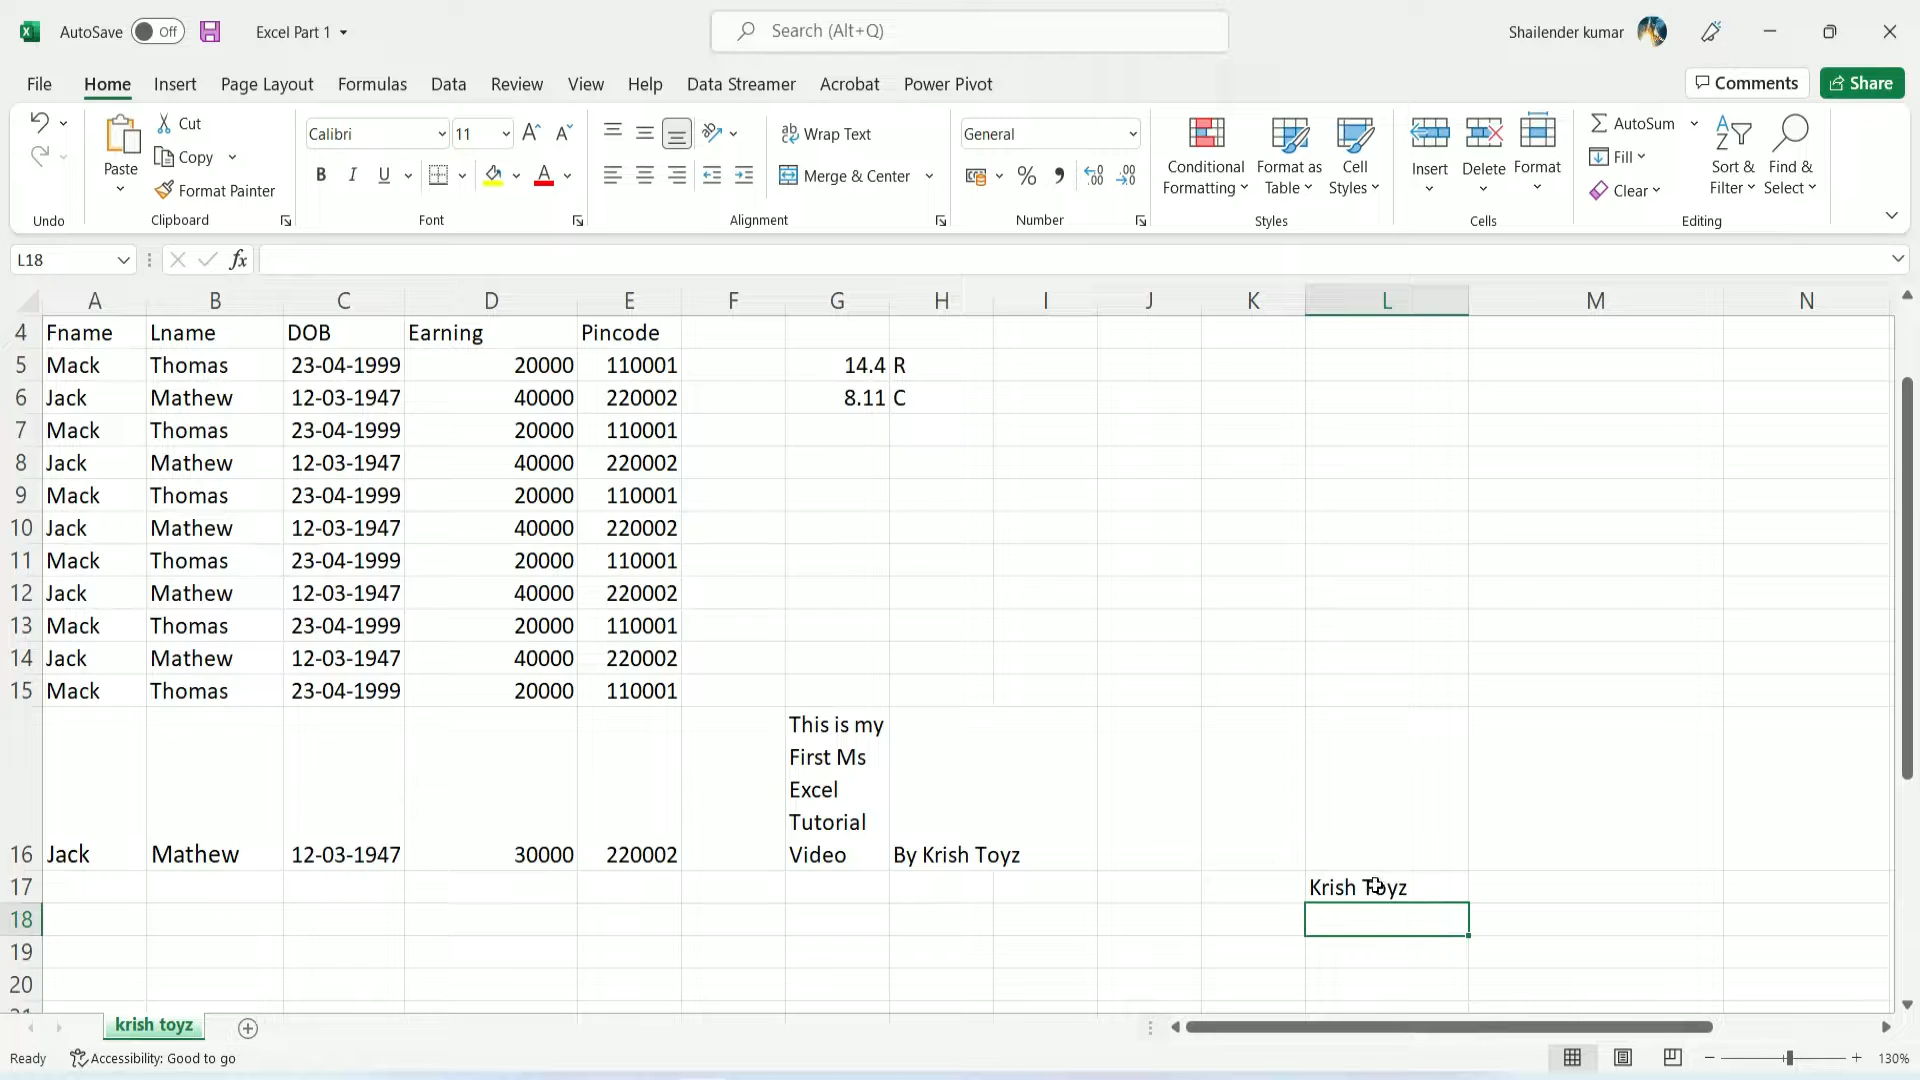 AutoSave Off Excel Part 1 Search (Alt+Q) Shailender kumar
File Home Insert Page Layout Formulas Data Review View Help Data Streamer Acrobat Power Pivot Comments Share
Paste Cut Copy Format Painter
Calibri 11
B I U A
Wrap Text
Merge & Center
General
% 9
Conditional Formatting Format as Table Cell Styles
Insert Delete Format
AutoSum Fill Clear Sort & Filter Find & Select
Undo Clipboard Font Alignment Number Styles Cells Editing
L18 fx
A B C D E F G H I J K L M N
4 Fname Lname DOB Earning Pincode
5 Mack Thomas 23-04-1999 20000 110001 14.4 R
6 Jack Mathew 12-03-1947 40000 220002 8.11 C
7 Mack Thomas 23-04-1999 20000 110001
8 Jack Mathew 12-03-1947 40000 220002
9 Mack Thomas 23-04-1999 20000 110001
10 Jack Mathew 12-03-1947 40000 220002
11 Mack Thomas 23-04-1999 20000 110001
12 Jack Mathew 12-03-1947 40000 220002
13 Mack Thomas 23-04-1999 20000 110001
14 Jack Mathew 12-03-1947 40000 220002
15 Mack Thomas 23-04-1999 20000 110001
This is my
First Ms
Excel
Tutorial
16 Jack Mathew 12-03-1947 30000 220002 Video By Krish Toyz
17 Krish Toyz
18
19
20
krish toyz
Ready Accessibility: Good to go 130%